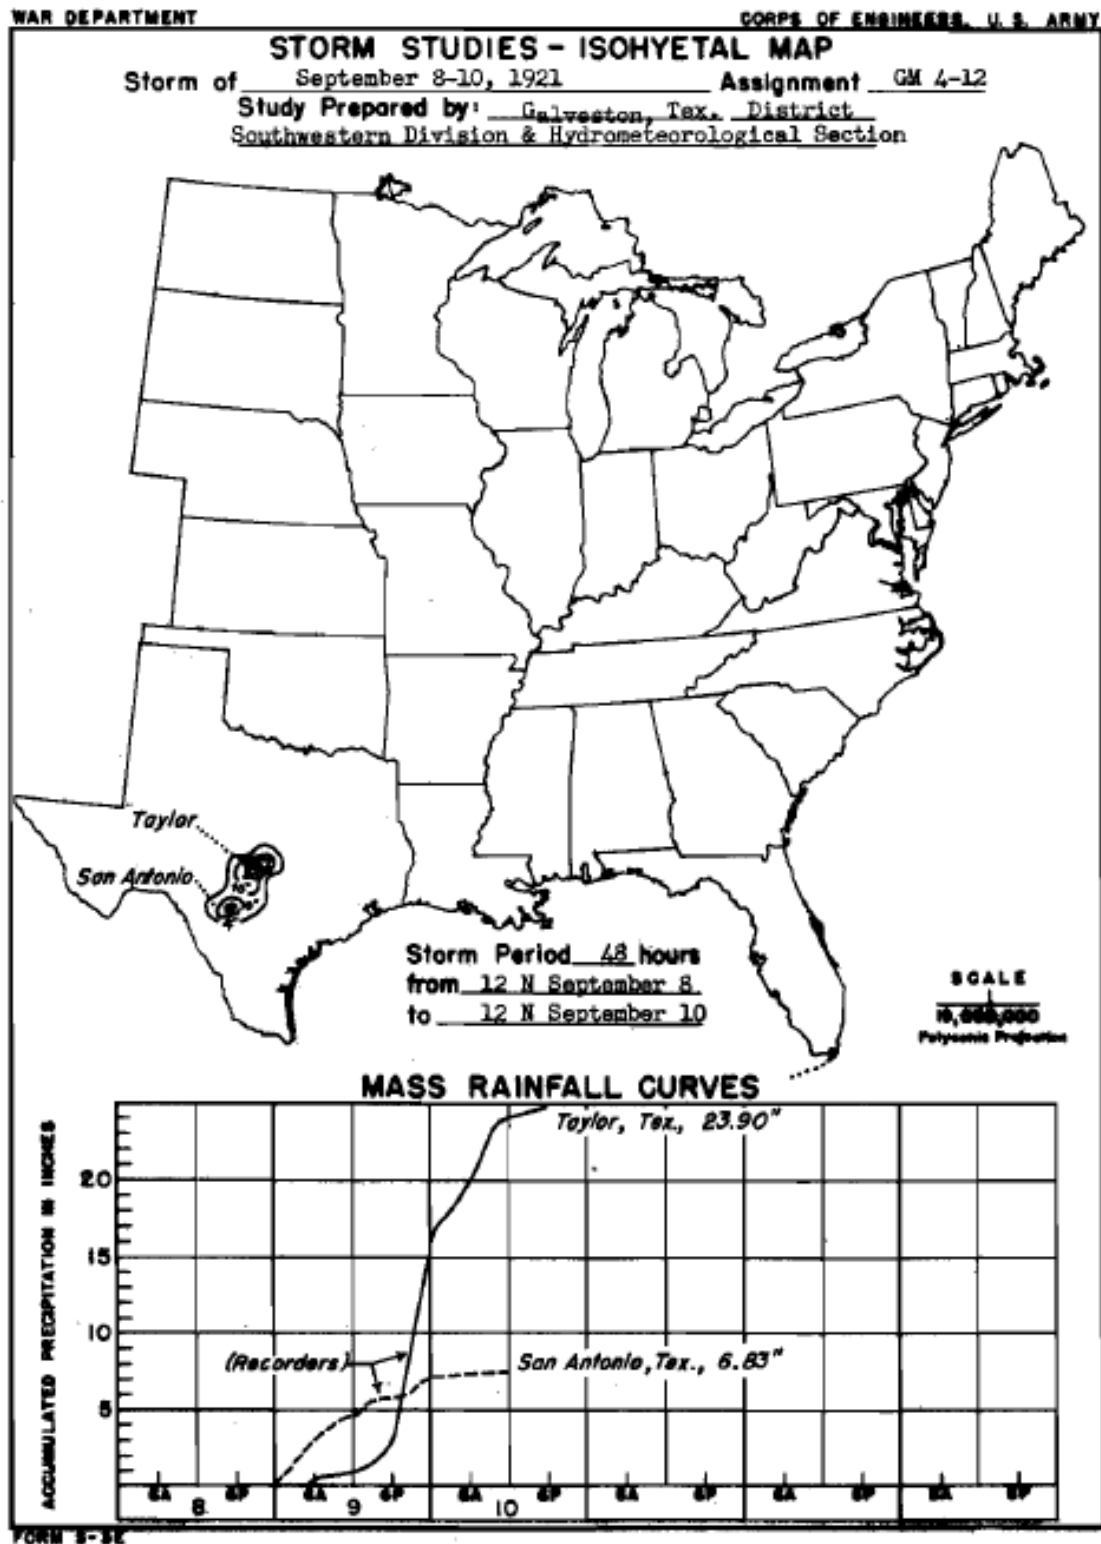 WAR DEPARTMENT
CORPS OF ENGINEERS, U. S. ARMY
STORM STUDIES - ISOHYETAL MAP
Storm of September 8-10, 1921 Assignment GM 4-12
Study Prepared by: Galveston, Tex. District
Southwestern Division & Hydrometeorological Section
Taylor
San Antonio
10"
Storm Period 48 hours
from 12 N September 8
to 12 N September 10
SCALE
Polyconic Projection
MASS RAINFALL CURVES
ACCUMULATED PRECIPITATION IN INCHES
Taylor, Tex., 23.90"
20
15
10
(Recorders)
San Antonio, Tex., 6.83"
5
6A 6P 6A 6P 6A 6P 6A 6P 6A 6P 6A 6P
8 9 10
FORM S-3E